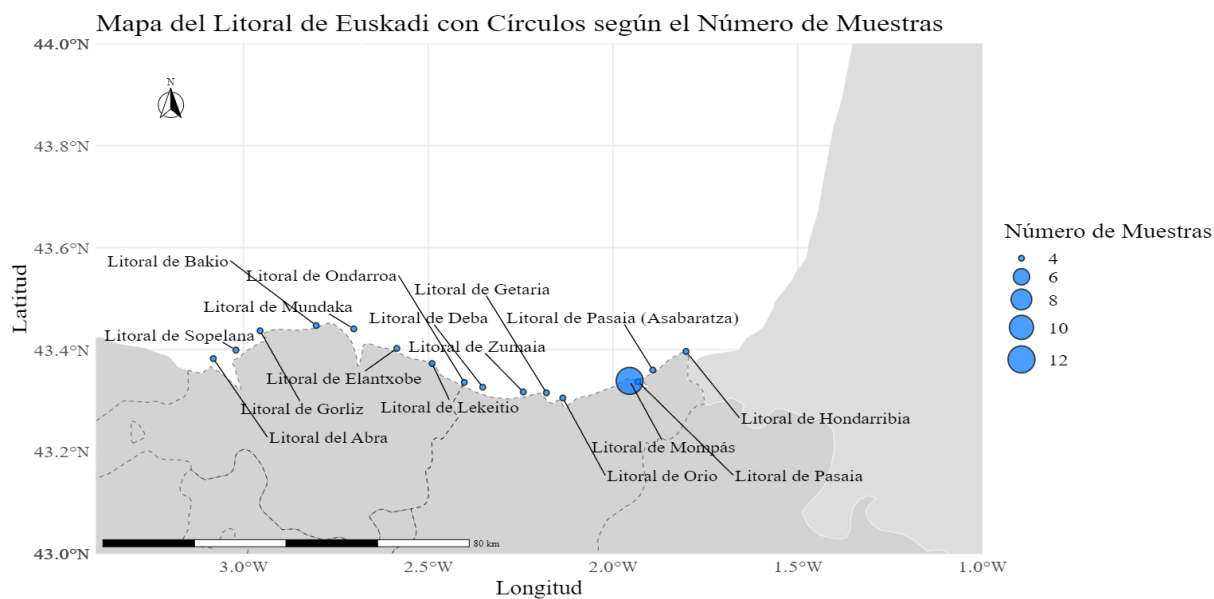 Mapa del Litoral de Euskadi con Círculos según el Número de Muestras
44.0°N
N
43.8°N
43.6°N
Número de Muestras
4
Litoral de Bakio
Litoral de Ondarroa
6
Litoral de Getaria
8
Latitud
Litoral de Mundaka
Litoral de Deba
Litoral de Pasaia (Asabaratza)
10
Litoral de Sopelana
Litoral de Zumaia
43.4°N
12
Litoral de Elantxobe
Litoral de Gorliz
Litoral de Lekeitio
Litoral de Hondarribia
Litoral del Abra
Litoral de Mompás
43.2°N
Litoral de Orio
Litoral de Pasaia
80 km
43.0°N
3.0°W
2.5°W
2.0°W
1.5°W
1.0°W
Longitud